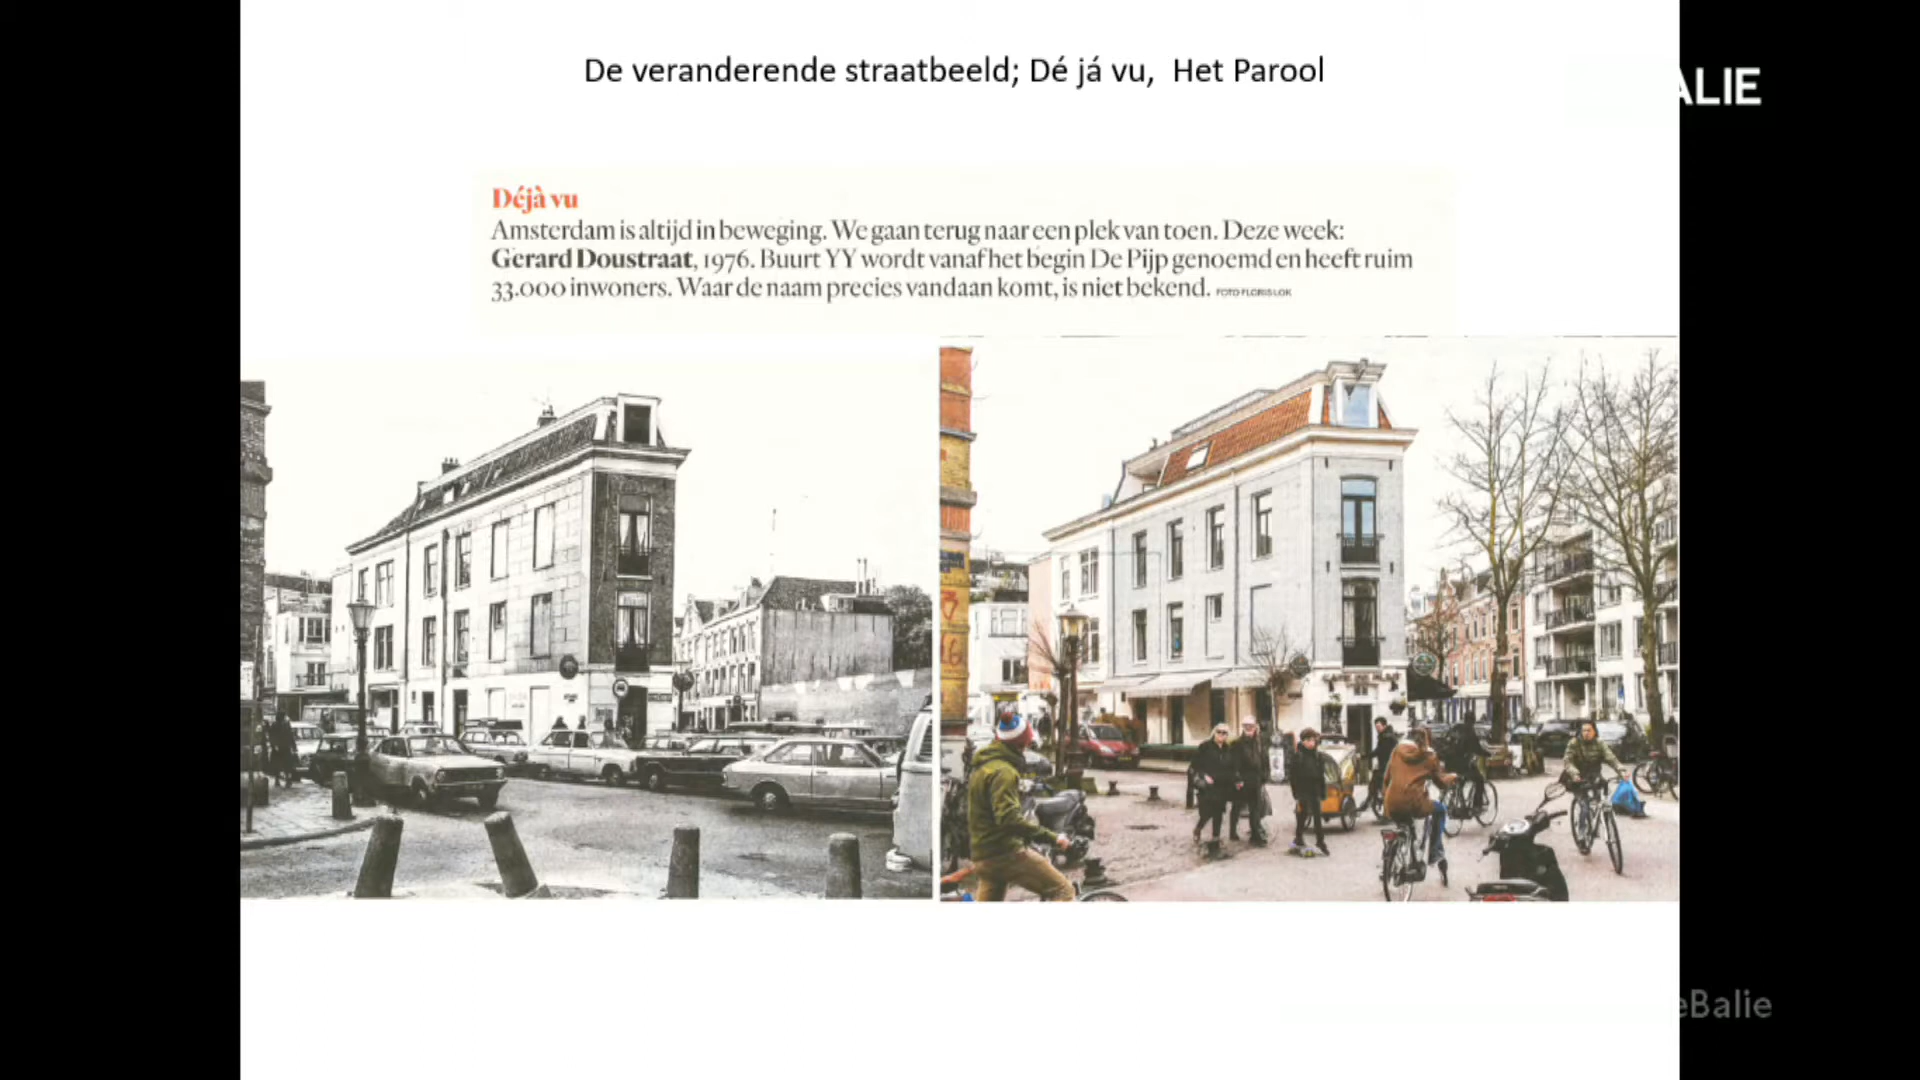 De veranderende straatbeeld; Dé já vu, Het Parool
ALIE
Déjà vu
Amsterdam is altijd in beweging. We gaan terug naar een plek van toen. Deze week:
Gerard Doustraat, 1976. Buurt YY wordt vanaf het begin De Pijp genoemd en heeft ruim
33.000 inwoners. Waar de naam precies vandaan komt, is niet bekend. FOTO FLORIS LOK
eBalie